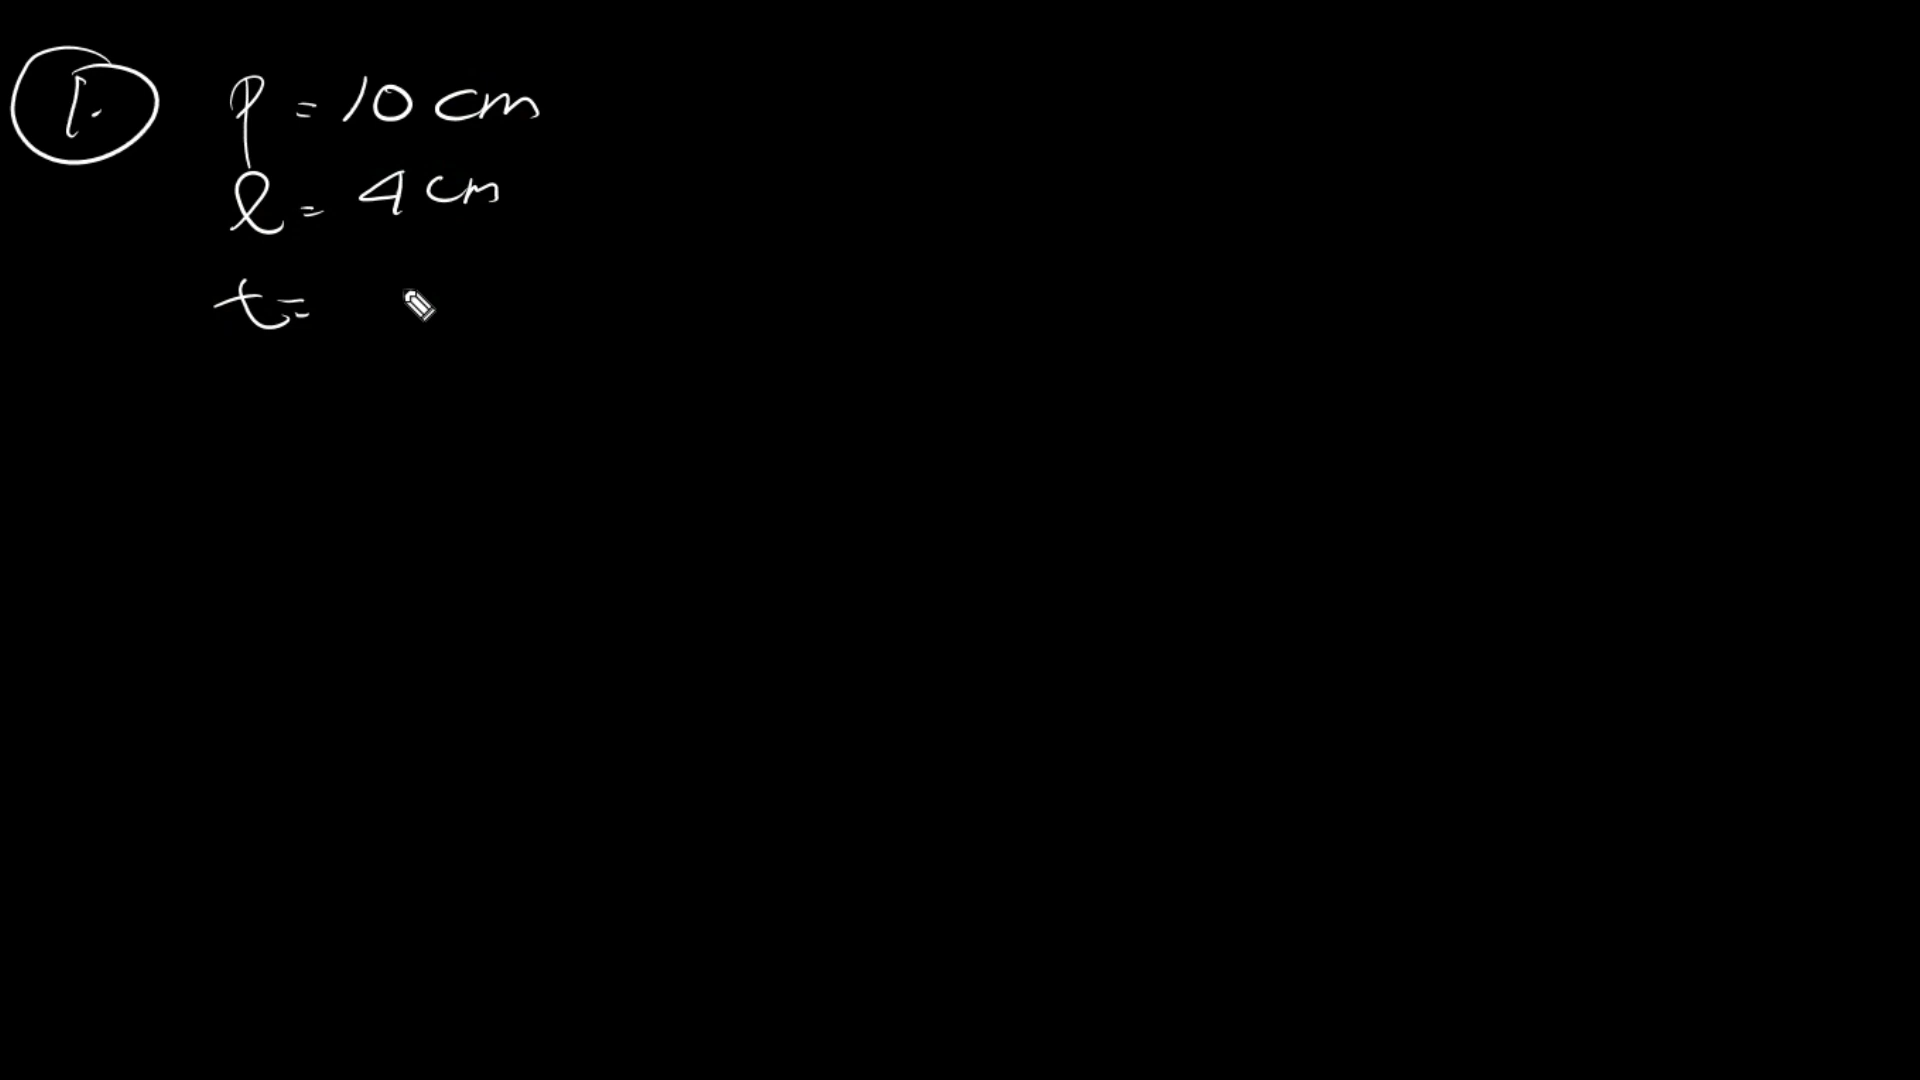 1. p = 10 cm
l = 4 cm
t =